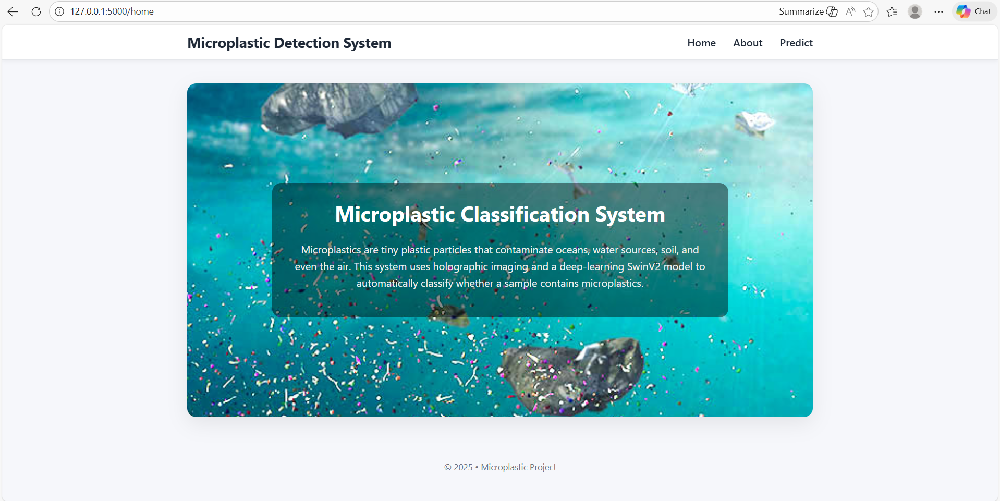 127.0.0.1:5000/home
Summarize
Chat
Microplastic Detection System
Home About Predict
Microplastic Classification System
Microplastics are tiny plastic particles that contaminate oceans, water sources, soil, and
even the air. This system uses holographic imaging and a deep-learning SwinV2 model to
automatically classify whether a sample contains microplastics.
© 2025 • Microplastic Project